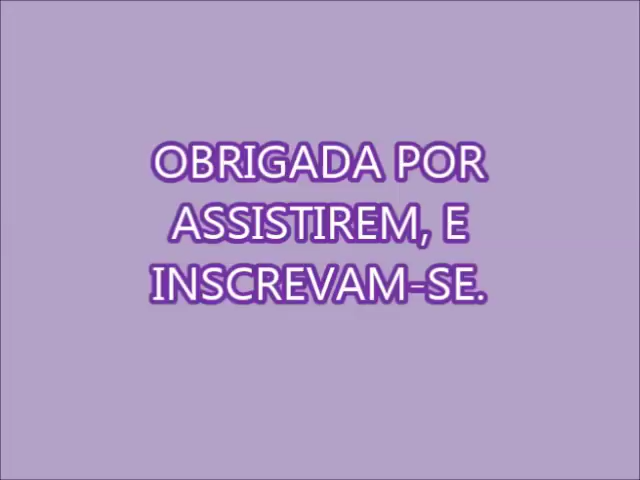 OBRIGADA POR
ASSISTIREM, E
INSCREVAM-SE.